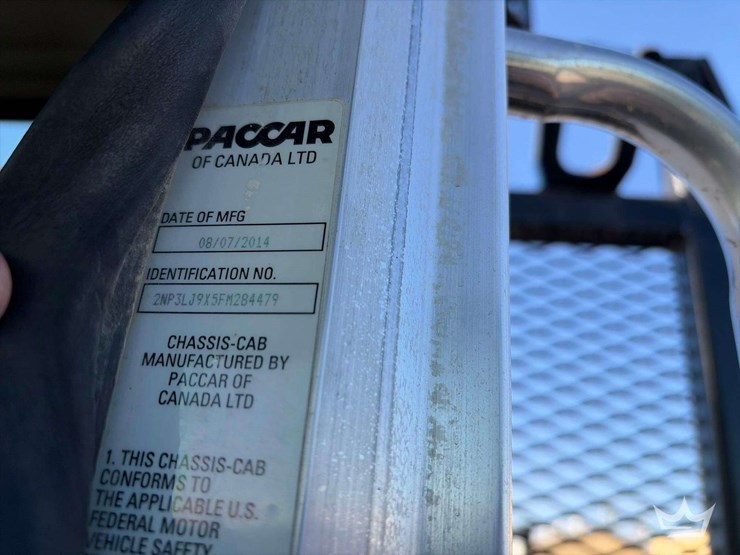 PACCAR
OF CANADA LTD
DATE OF MFG
08/07/2014
IDENTIFICATION NO.
2NP3LJ9X5FM284479
CHASSIS-CAB
MANUFACTURED BY
PACCAR OF
CANADA LTD
1. THIS CHASSIS-CAB
CONFORMS TO
THE APPLICABLE U.S.
FEDERAL MOTOR
VEHICLE SAFETY